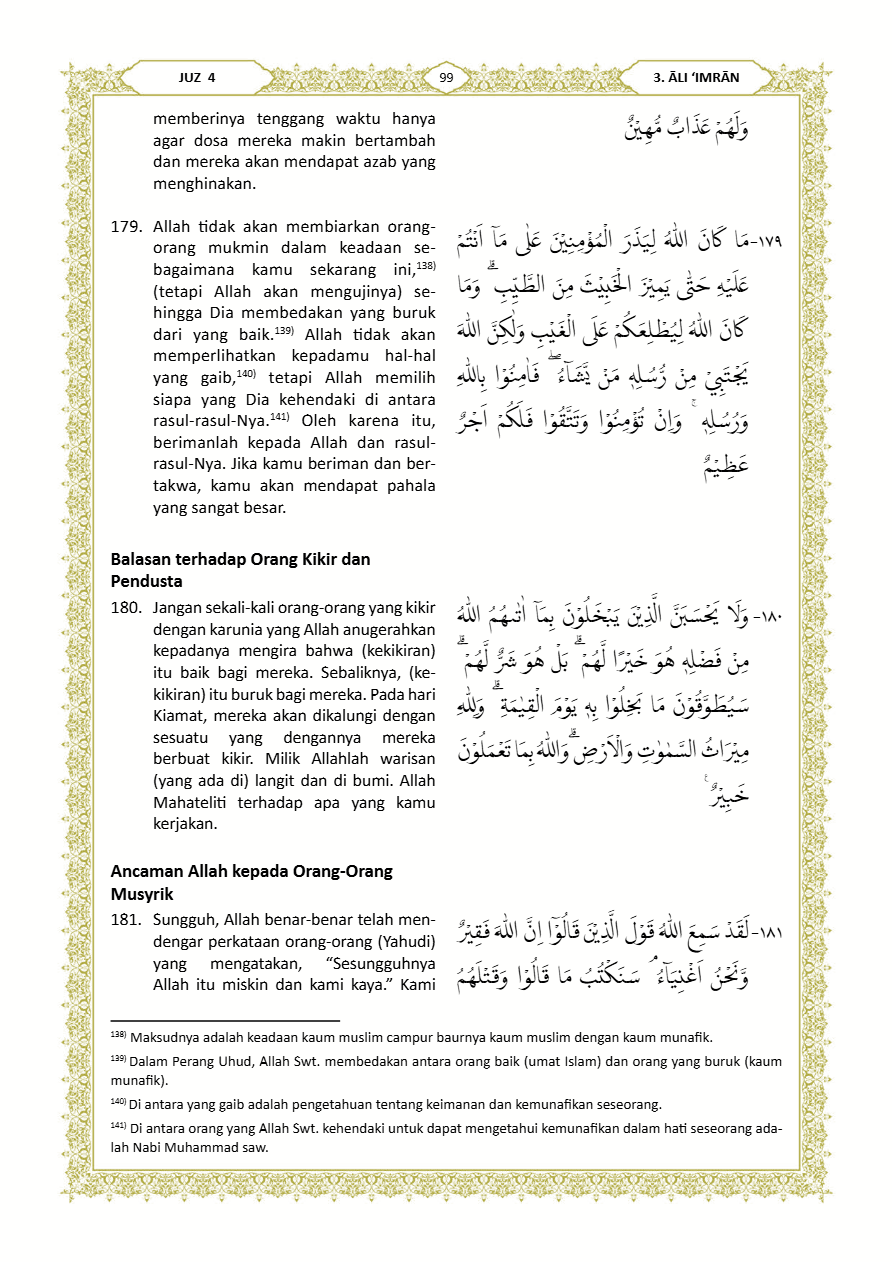 JUZ 4
99
3. ĀLI ‘IMRĀN
memberinya tenggang waktu hanya
agar dosa mereka makin bertambah
dan mereka akan mendapat azab yang
menghinakan.
وَلَهُمْ عَذَابٌ مُّهِيْنٌ
179. Allah tidak akan membiarkan orang-
orang mukmin dalam keadaan se-
bagaimana kamu sekarang ini,138)
(tetapi Allah akan mengujinya) se-
hingga Dia membedakan yang buruk
dari yang baik.139) Allah tidak akan
memperlihatkan kepadamu hal-hal
yang gaib,140) tetapi Allah memilih
siapa yang Dia kehendaki di antara
rasul-rasul-Nya.141) Oleh karena itu,
berimanlah kepada Allah dan rasul-
rasul-Nya. Jika kamu beriman dan ber-
takwa, kamu akan mendapat pahala
yang sangat besar.
١٧٩- مَا كَانَ اللّٰهُ لِيَذَرَ الْمُؤْمِنِيْنَ عَلٰى مَآ اَنْتُمْ
عَلَيْهِ حَتّٰى يَمِيْزَ الْخَبِيْثَ مِنَ الطَّيِّبِۗ وَمَا
كَانَ اللّٰهُ لِيُطْلِعَكُمْ عَلَى الْغَيْبِ وَلٰكِنَّ اللّٰهَ
يَجْتَبِيْ مِنْ رُّسُلِهٖ مَنْ يَّشَاۤءُۖ فَاٰمِنُوْا بِاللّٰهِ
وَرُسُلِهٖۚ وَاِنْ تُؤْمِنُوْا وَتَتَّقُوْا فَلَكُمْ اَجْرٌ
عَظِيْمٌ
Balasan terhadap Orang Kikir dan
Pendusta
180. Jangan sekali-kali orang-orang yang kikir
dengan karunia yang Allah anugerahkan
kepadanya mengira bahwa (kekikiran)
itu baik bagi mereka. Sebaliknya, (ke-
kikiran) itu buruk bagi mereka. Pada hari
Kiamat, mereka akan dikalungi dengan
sesuatu yang dengannya mereka
berbuat kikir. Milik Allahlah warisan
(yang ada di) langit dan di bumi. Allah
Mahateliti terhadap apa yang kamu
kerjakan.
١٨٠- وَلَا يَحْسَبَنَّ الَّذِيْنَ يَبْخَلُوْنَ بِمَآ اٰتٰىهُمُ اللّٰهُ
مِنْ فَضْلِهٖ هُوَ خَيْرًا لَّهُمْۗ بَلْ هُوَ شَرٌّ لَّهُمْۗ
سَيُطَوَّقُوْنَ مَا بَخِلُوْا بِهٖ يَوْمَ الْقِيٰمَةِۗ وَلِلّٰهِ
مِيْرَاثُ السَّمٰوٰتِ وَالْاَرْضِۗ وَاللّٰهُ بِمَا تَعْمَلُوْنَ
خَبِيْرٌࣖ
Ancaman Allah kepada Orang-Orang
Musyrik
181. Sungguh, Allah benar-benar telah men-
dengar perkataan orang-orang (Yahudi)
yang mengatakan, “Sesungguhnya
Allah itu miskin dan kami kaya.” Kami
١٨١- لَقَدْ سَمِعَ اللّٰهُ قَوْلَ الَّذِيْنَ قَالُوْٓا اِنَّ اللّٰهَ فَقِيْرٌ
وَّنَحْنُ اَغْنِيَاۤءُۘ سَنَكْتُبُ مَا قَالُوْا وَقَتْلَهُمُ
138) Maksudnya adalah keadaan kaum muslim campur baurnya kaum muslim dengan kaum munafik.
139) Dalam Perang Uhud, Allah Swt. membedakan antara orang baik (umat Islam) dan orang yang buruk (kaum
munafik).
140) Di antara yang gaib adalah pengetahuan tentang keimanan dan kemunafikan seseorang.
141) Di antara orang yang Allah Swt. kehendaki untuk dapat mengetahui kemunafikan dalam hati seseorang ada-
lah Nabi Muhammad saw.